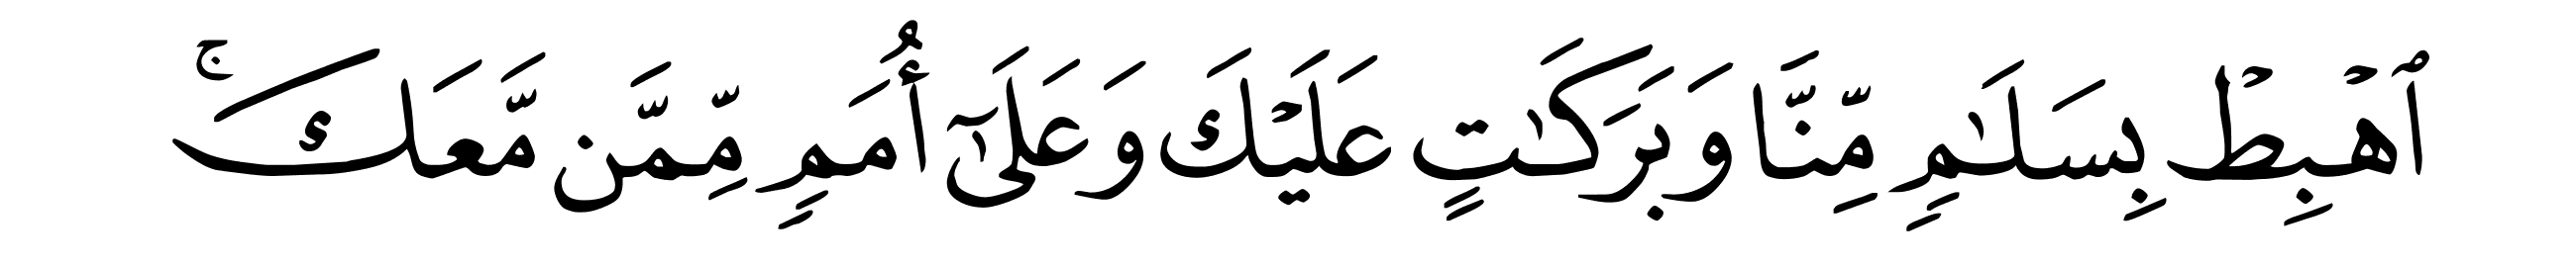 ٱهْبِطْ بِسَلَـٰمٍ مِّنَّا وَبَرَكَـٰتٍ عَلَيْكَ وَعَلَىٰٓ أُمَمٍ مِّمَّن مَّعَكَ ۚ